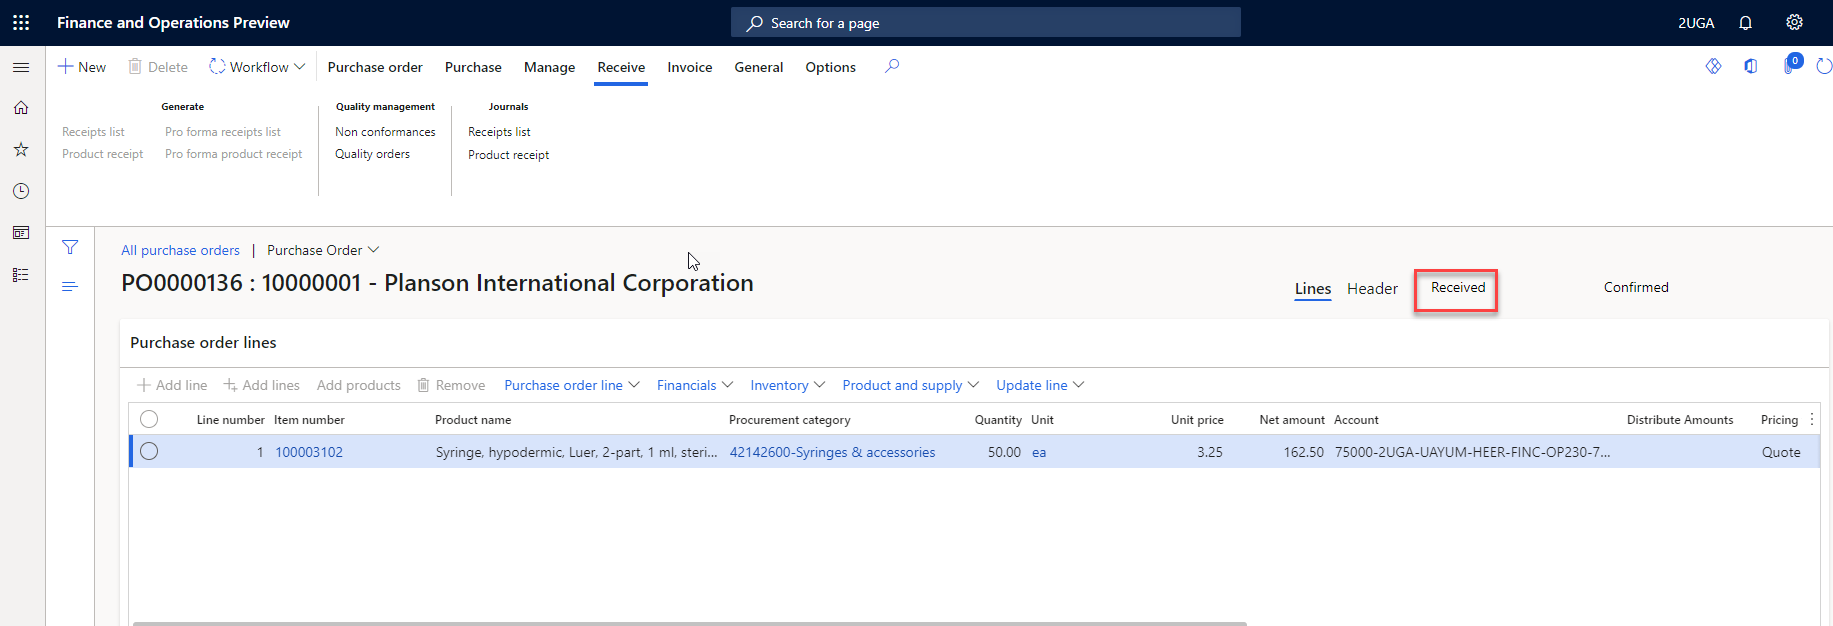 Finance and Operations Preview
Search for a page
2UGA
New Delete Workflow Purchase order Purchase Manage Receive Invoice General Options
0
Generate
Receipts list Pro forma receipts list
Product receipt Pro forma product receipt
Quality management
Non conformances
Quality orders
Journals
Receipts list
Product receipt
All purchase orders | Purchase Order
PO0000136 : 10000001 - Planson International Corporation
Lines Header Received Confirmed
Purchase order lines
Add line Add lines Add products Remove Purchase order line Financials Inventory Product and supply Update line
Line number Item number Product name Procurement category Quantity Unit Unit price Net amount Account Distribute Amounts Pricing
1 100003102 Syringe, hypodermic, Luer, 2-part, 1 ml, steri... 42142600-Syringes & accessories 50.00 ea 3.25 162.50 75000-2UGA-UAYUM-HEER-FINC-OP230-7... Quote